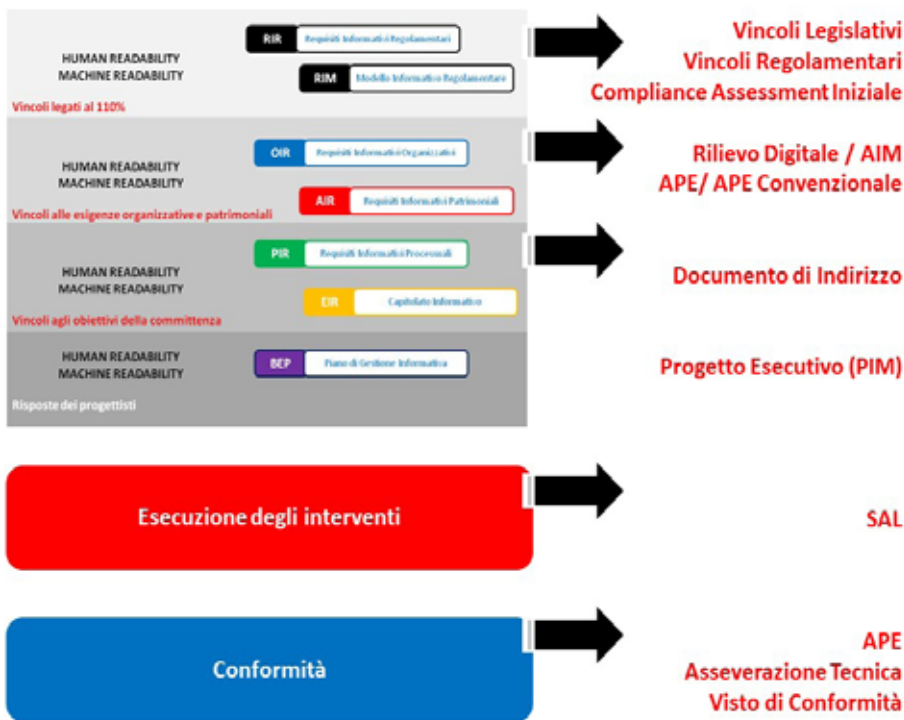 HUMAN READABILITY
MACHINE READABILITY
Vincoli legati al 110%
RIR Requisiti Informativi Regolamentari
RIM Modello Informativo Regolamentare
Vincoli Legislativi
Vincoli Regolamentari
Compliance Assessment Iniziale
HUMAN READABILITY
MACHINE READABILITY
Vincoli alle esigenze organizzative e patrimoniali
OIR Requisiti Informativi Organizzativi
AIR Requisiti Informativi Patrimoniali
Rilievo Digitale / AIM
APE/ APE Convenzionale
HUMAN READABILITY
MACHINE READABILITY
Vincoli agli obiettivi della committenza
PIR Requisiti Informativi Processuali
EIR Capitolato Informativo
Documento di Indirizzo
HUMAN READABILITY
MACHINE READABILITY
Risposte dei progettisti
BEP Piano di Gestione Informativa
Progetto Esecutivo (PIM)
Esecuzione degli interventi
SAL
Conformità
APE
Asseverazione Tecnica
Visto di Conformità